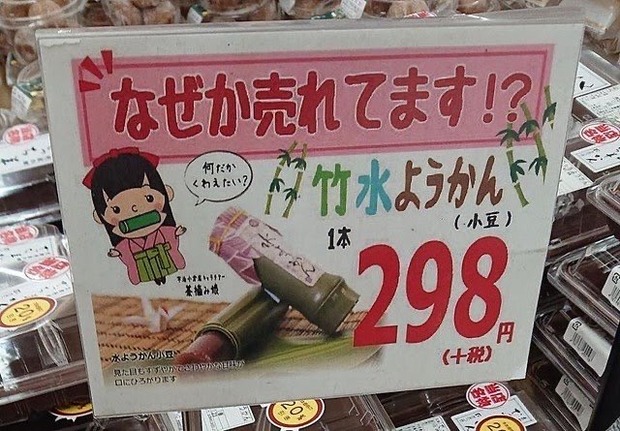 なぜか売れてます!?
何だか
くわえたい?
竹水ようかん
(小豆)
1本
298円
(+税)
茶摘み娘
水ようかん小豆
口にひろがります
20%
20%